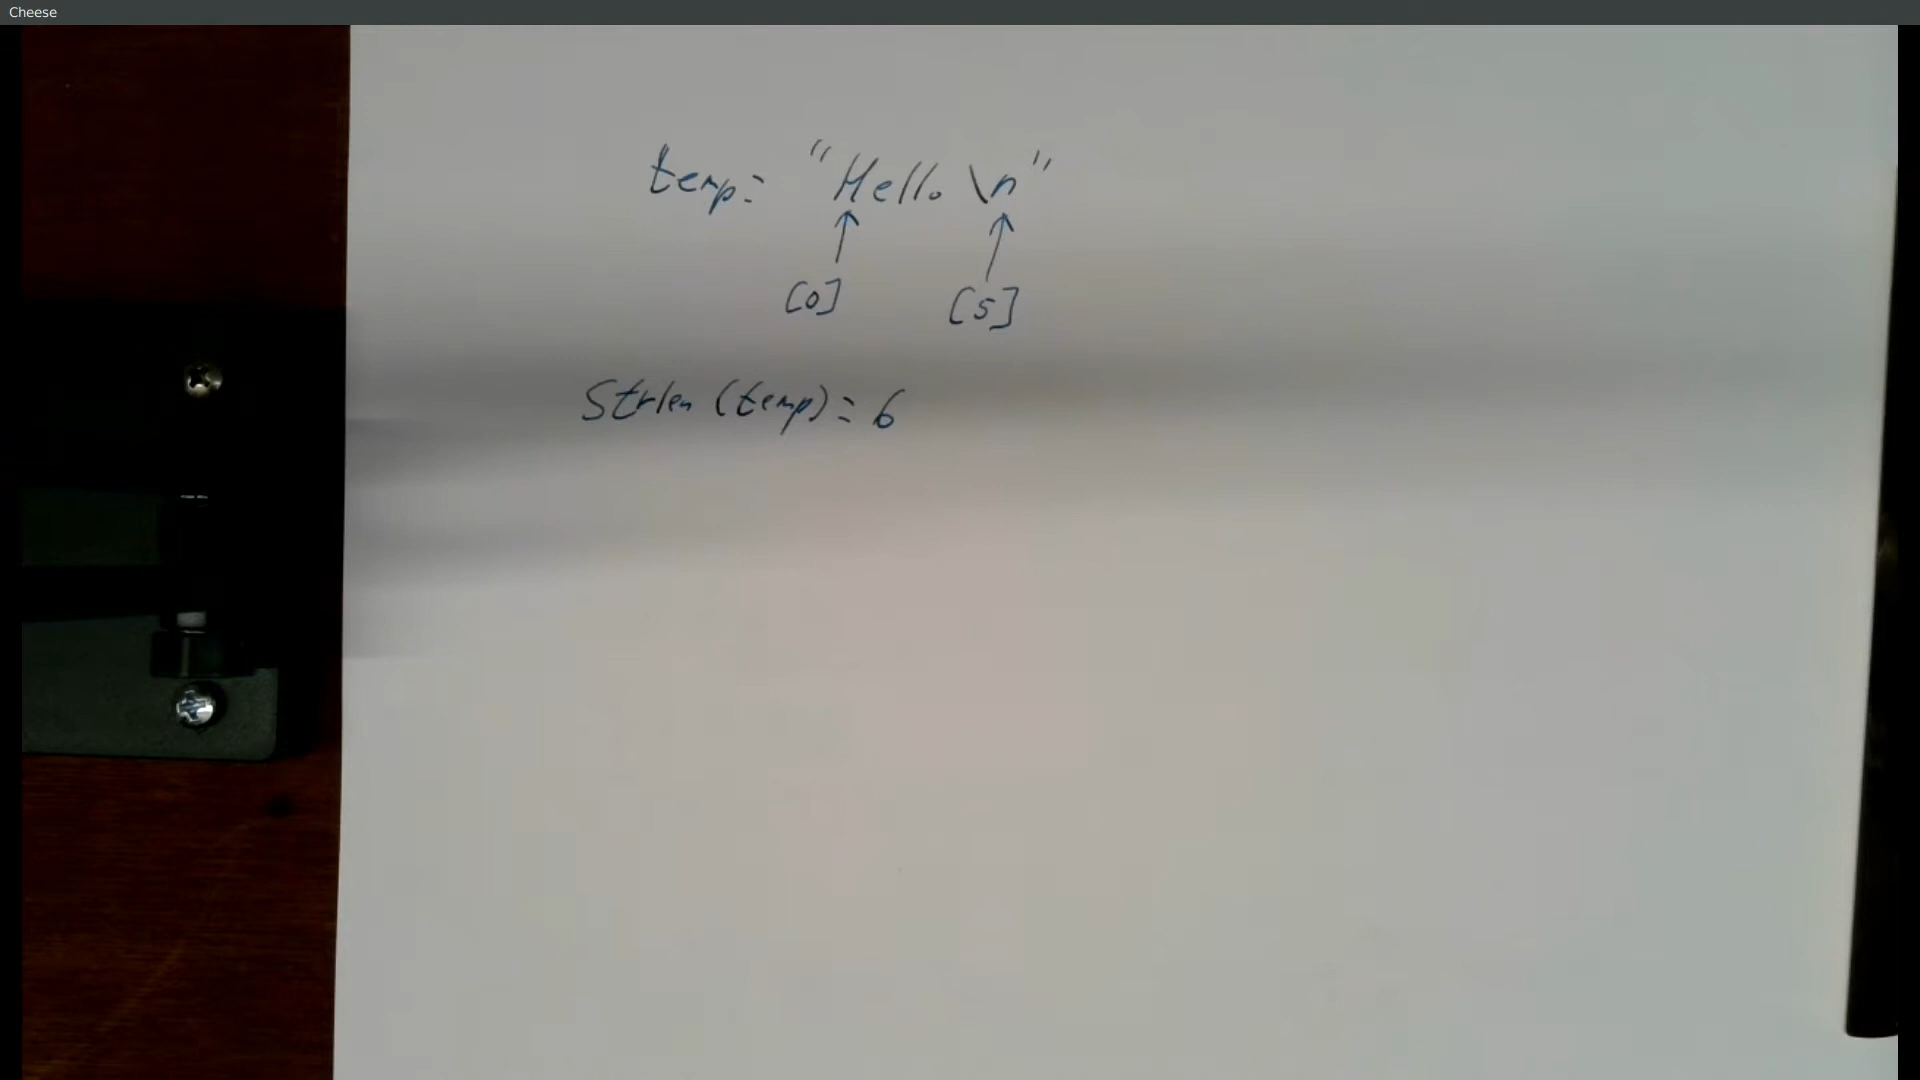 Cheese
temp= "Hello\n"
[0] [5]
Strlen (temp) = 6